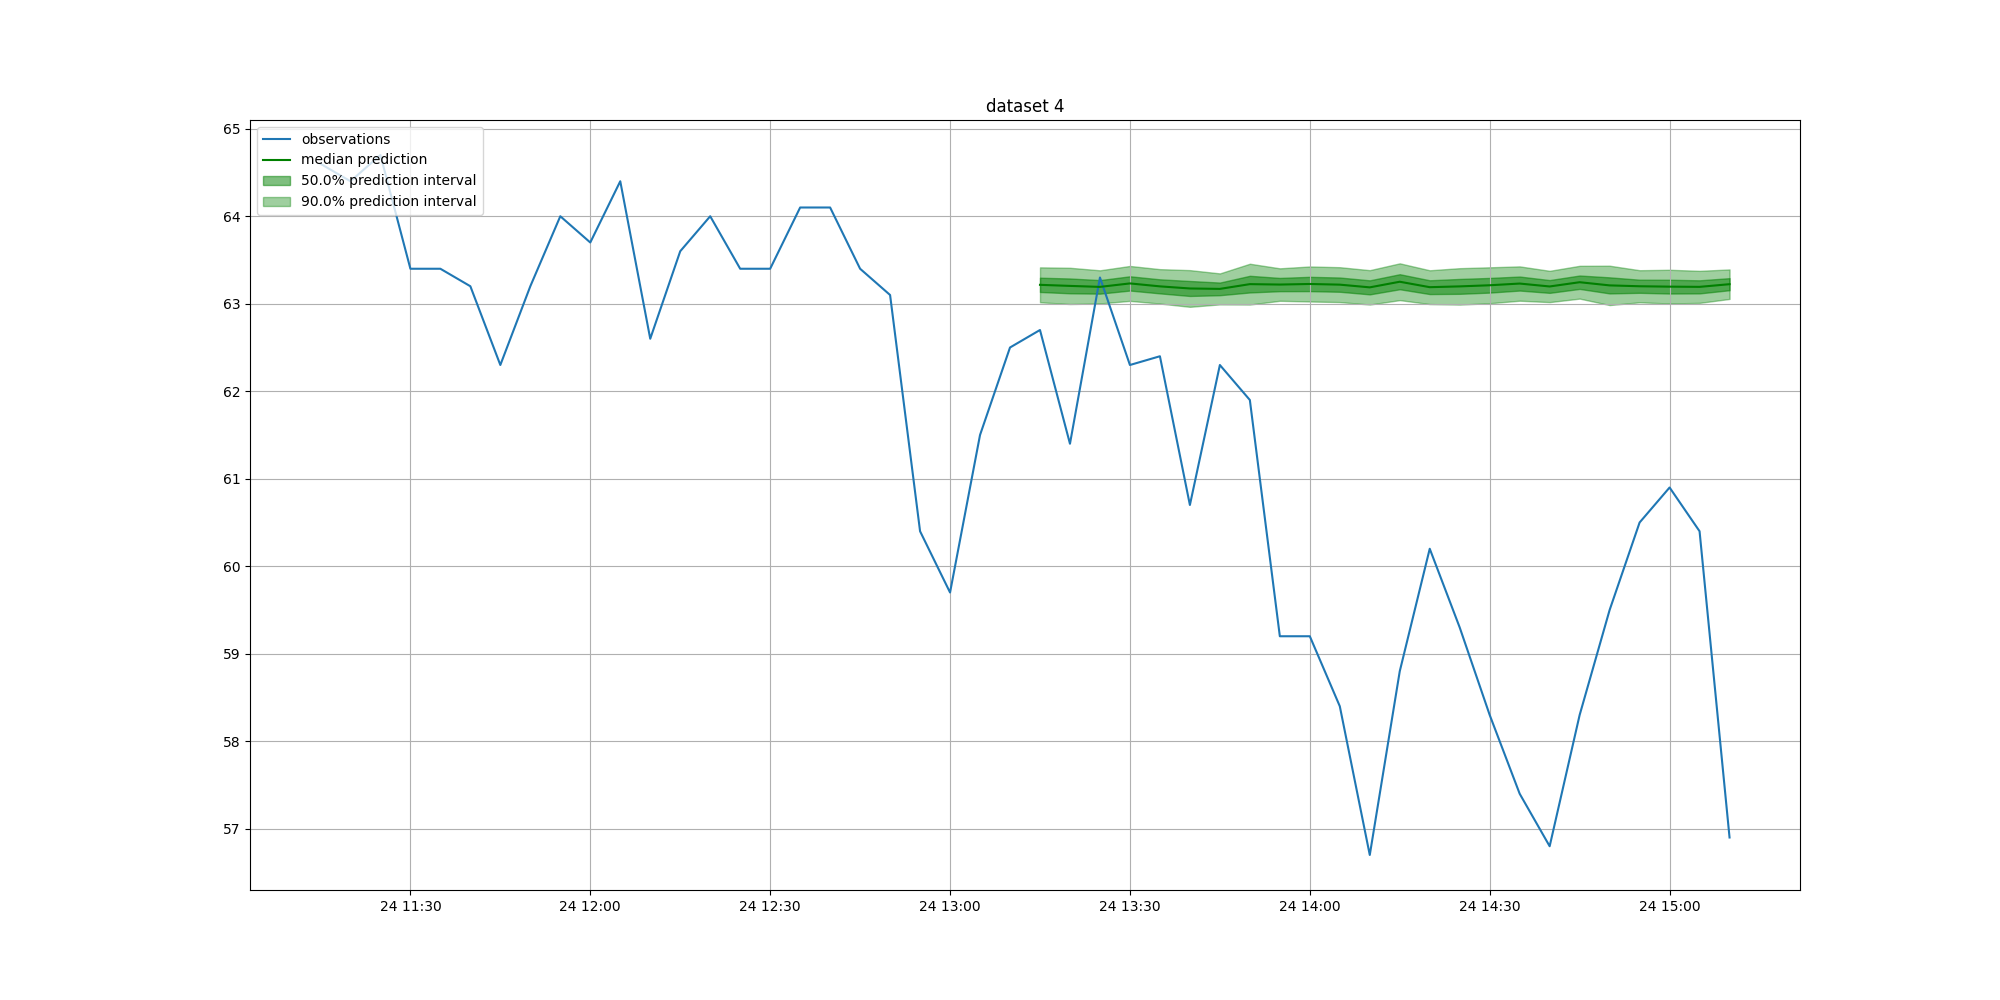 dataset 4
65
observations
median prediction
50.0% prediction interval
90.0% prediction interval
64
63
62
61
60
59
58
57
24 11:30 24 12:00 24 12:30 24 13:00 24 13:30 24 14:00 24 14:30 24 15:00